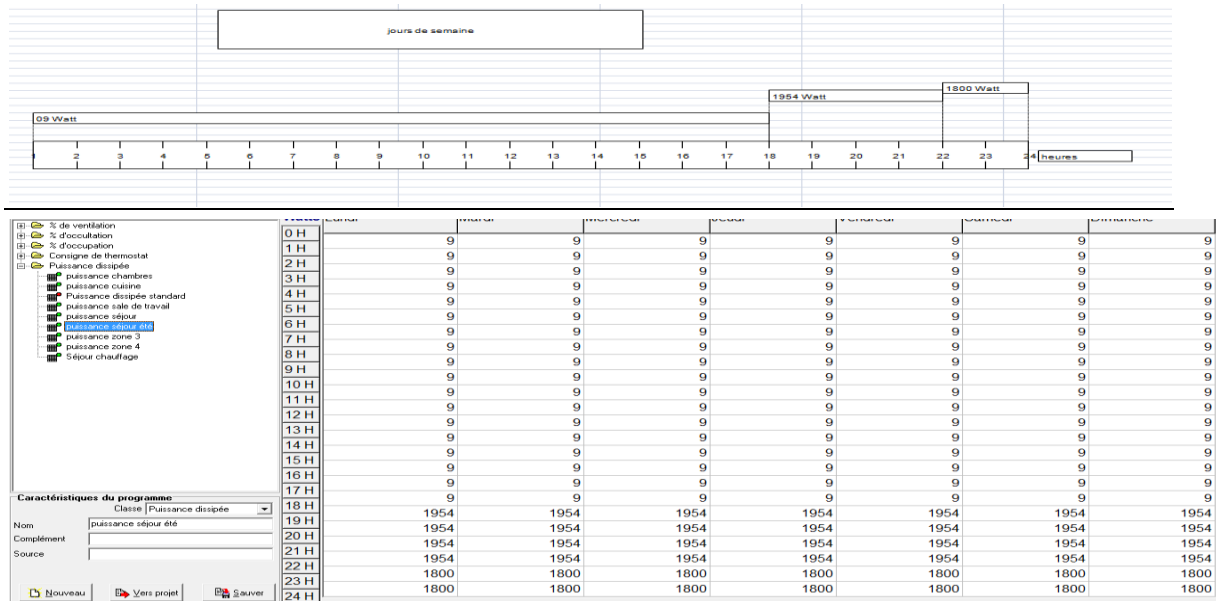 jours de semaine
1800 Watt
1954 Watt
09 Watt
1 2 3 4 5 6 7 8 9 10 11 12 13 14 15 16 17 18 19 20 21 22 23 24 heures
% de ventilation
% d'occultation
% d'occupation
Consigne de thermostat
Puissance dissipée
puissance chambres
puissance cuisine
Puissance dissipée standard
puissance salle de travail
puissance séjour
puissance séjour été
puissance zone 3
puissance zone 4
Séjour chauffage
Caractéristiques du programme
Classe Puissance dissipée
Nom puissance séjour été
Complément
Source
Nouveau Vers projet Sauver
Watts Lundi Mardi Mercredi Jeudi Vendredi Samedi Dimanche
0 H
9 9 9 9 9 9 9
1 H
9 9 9 9 9 9 9
2 H
9 9 9 9 9 9 9
3 H
9 9 9 9 9 9 9
4 H
9 9 9 9 9 9 9
5 H
9 9 9 9 9 9 9
6 H
9 9 9 9 9 9 9
7 H
9 9 9 9 9 9 9
8 H
9 9 9 9 9 9 9
9 H
9 9 9 9 9 9 9
10 H
9 9 9 9 9 9 9
11 H
9 9 9 9 9 9 9
12 H
9 9 9 9 9 9 9
13 H
9 9 9 9 9 9 9
14 H
9 9 9 9 9 9 9
15 H
9 9 9 9 9 9 9
16 H
9 9 9 9 9 9 9
17 H
9 9 9 9 9 9 9
18 H
1954 1954 1954 1954 1954 1954 1954
19 H
1954 1954 1954 1954 1954 1954 1954
20 H
1954 1954 1954 1954 1954 1954 1954
21 H
1954 1954 1954 1954 1954 1954 1954
22 H
1800 1800 1800 1800 1800 1800 1800
23 H
1800 1800 1800 1800 1800 1800 1800
24 H